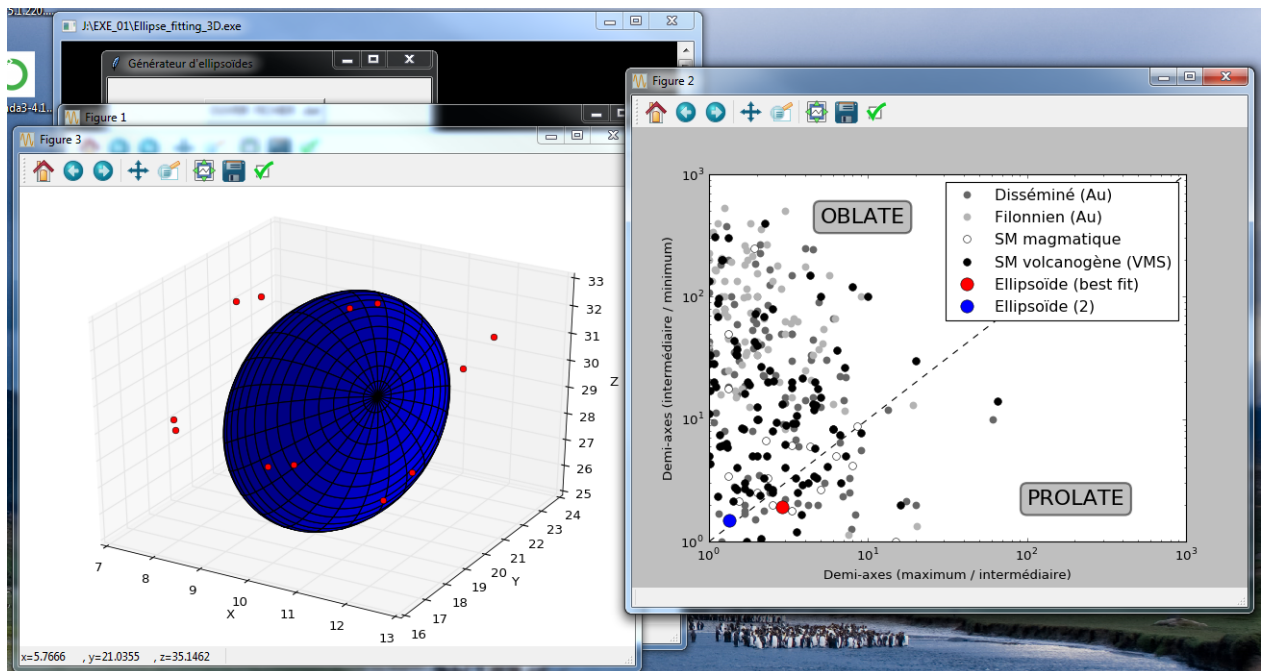 J:\EXE_01\Ellipse_fitting_3D.exe
Générateur d'ellipsoïdes
Figure 1
Figure 3
33
32
31
30
29
28
27
26
25
Z
24
23
22
21
20
19
18
17
16
Y
7
8
9
10
11
12
13
X
x=5.7666 , y=21.0355 , z=35.1462
Figure 2
10³
10²
10¹
10⁰
Demi-axes (intermédiaire / minimum)
OBLATE
Disséminé (Au)
Filonnien (Au)
SM magmatique
SM volcanogène (VMS)
Ellipsoïde (best fit)
Ellipsoïde (2)
PROLATE
10⁰ 10¹ 10² 10³
Demi-axes (maximum / intermédiaire)